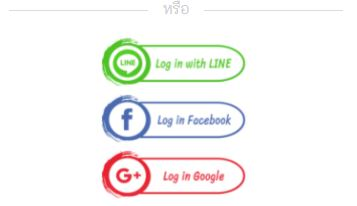 หรือ
LINE
Log in with LINE
f
Log in Facebook
G+
Log in Google